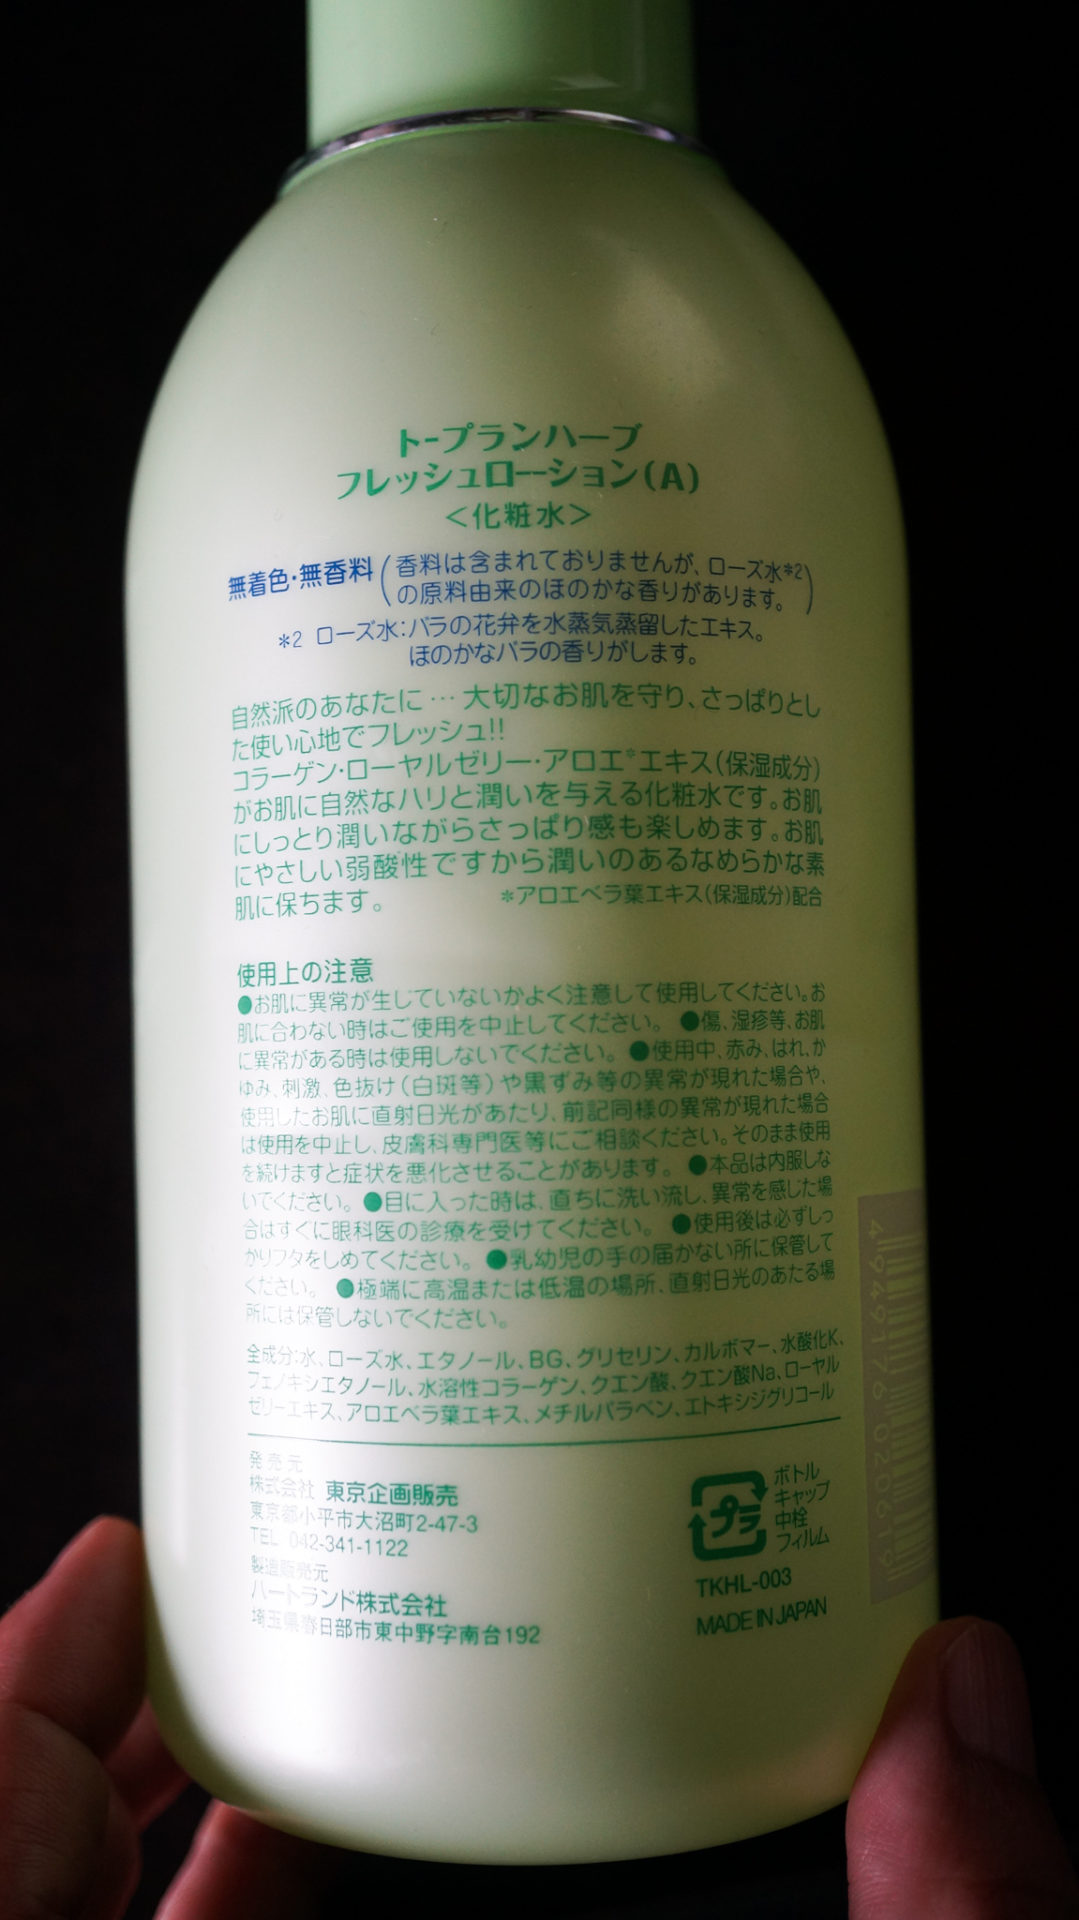 トープランハーブ
フレッシュローション(A)
<化粧水>
無着色・無香料(香料は含まれておりませんが、ローズ水*2
の原料由来のほのかな香りがあります。)
*2 ローズ水:バラの花弁を水蒸気蒸留したエキス。
ほのかなバラの香りがします。
自然派のあなたに…大切なお肌を守り、さっぱりとし
た使い心地でフレッシュ!!
コラーゲン・ローヤルゼリー・アロエ*エキス(保湿成分)
がお肌に自然なハリと潤いを与える化粧水です。お肌
にしっとり潤いながらさっぱり感も楽しめます。お肌
にやさしい弱酸性ですから潤いのあるなめらかな素
肌に保ちます。 *アロエベラ葉エキス(保湿成分)配合
使用上の注意
●お肌に異常が生じていないかよく注意して使用してください。お
肌に合わない時はご使用を中止してください。 ●傷、湿疹等、お肌
に異常がある時は使用しないでください。 ●使用中、赤み、はれ、か
ゆみ、刺激、色抜け(白斑等)や黒ずみ等の異常が現れた場合や、
使用したお肌に直射日光があたり、前記同様の異常が現れた場合
は使用を中止し、皮膚科専門医等にご相談ください。そのまま使用
を続けますと症状を悪化させることがあります。 ●本品は内服しな
いでください。 ●目に入った時は、直ちに洗い流し、異常を感じた場
合はすぐに眼科医の診療を受けてください。 ●使用後は必ずしっ
かりフタをしめてください。 ●乳幼児の手の届かない所に保管して
ください。 ●極端に高温または低温の場所、直射日光のあたる場
所には保管しないでください。
全成分:水、ローズ水、エタノール、BG、グリセリン、カルボマー、水酸化K、
フェノキシエタノール、水溶性コラーゲン、クエン酸、クエン酸Na、ローヤル
ゼリーエキス、アロエベラ葉エキス、メチルパラベン、エトキシジグリコール
発売元
株式会社 東京企画販売
東京都小平市大沼町2-47-3
TEL 042-341-1122
製造販売元
ハートランド株式会社
埼玉県春日部市東中野字南台192
プラ
ボトル
キャップ
中栓
フィルム
TKHL-003
MADE IN JAPAN
4 949176 020619